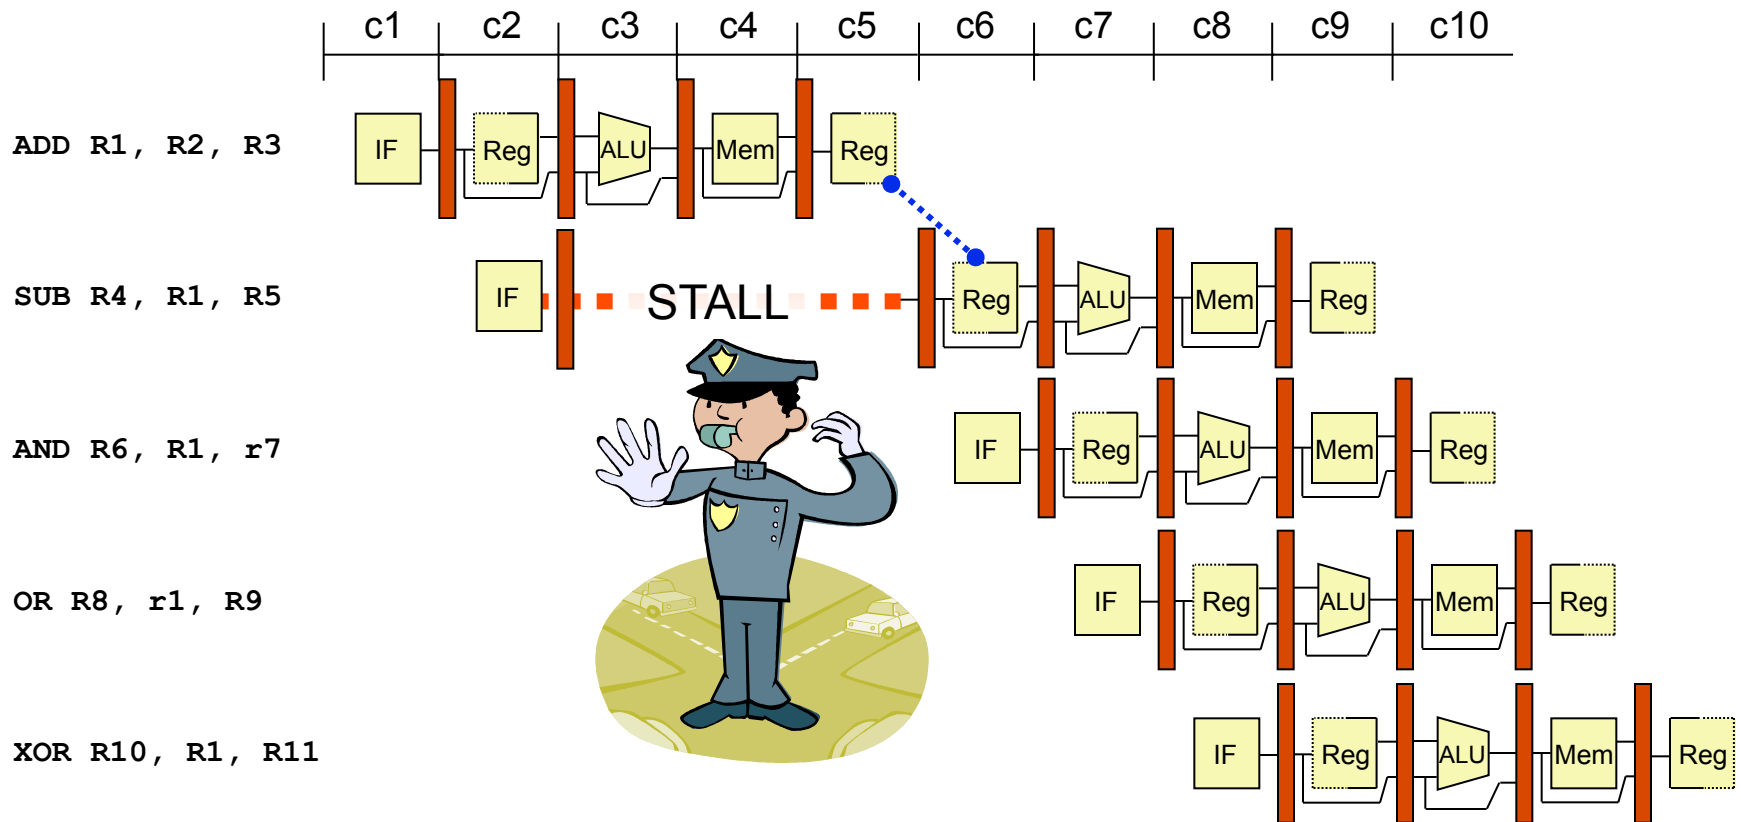 c1 c2 c3 c4 c5 c6 c7 c8 c9 c10
ADD R1, R2, R3 IF Reg ALU Mem Reg
SUB R4, R1, R5 IF STALL Reg ALU Mem Reg
AND R6, R1, r7 IF Reg ALU Mem Reg
OR R8, r1, R9 IF Reg ALU Mem Reg
XOR R10, R1, R11 IF Reg ALU Mem Reg